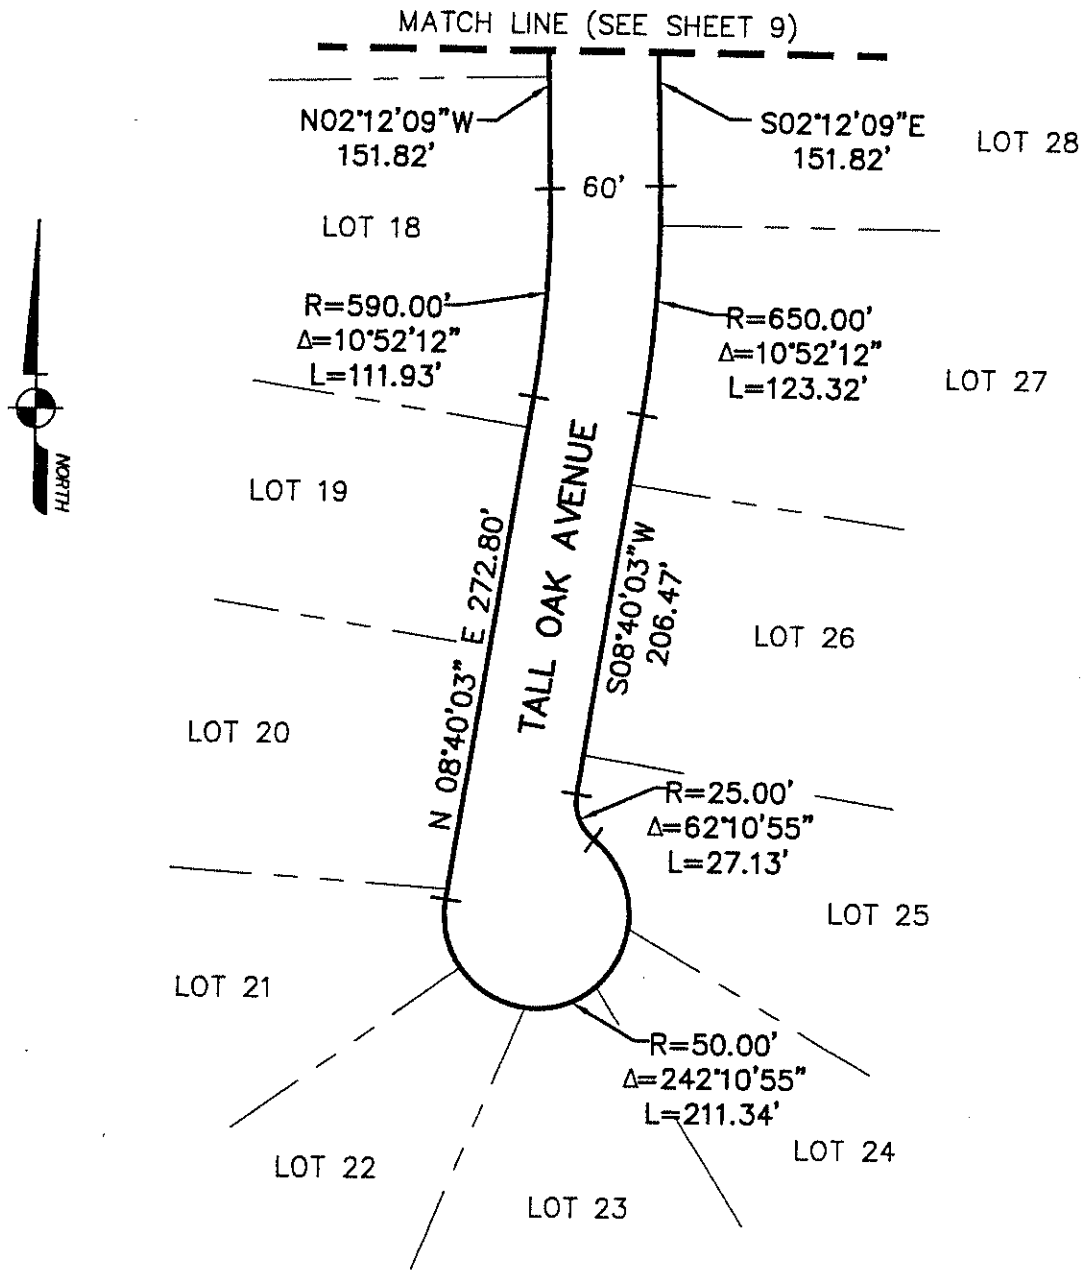 MATCH LINE (SEE SHEET 9)
N02°12'09"W
151.82'
S02°12'09"E
151.82'
LOT 28
60'
LOT 18
R=590.00'
Δ=10°52'12"
L=111.93'
R=650.00'
Δ=10°52'12"
L=123.32'
LOT 27
NORTH
LOT 19
TALL OAK AVENUE
N 08°40'03" E 272.80'
S08°40'03"W
206.47'
LOT 26
LOT 20
R=25.00'
Δ=62°10'55"
L=27.13'
LOT 25
LOT 21
R=50.00'
Δ=242°10'55"
L=211.34'
LOT 24
LOT 22
LOT 23